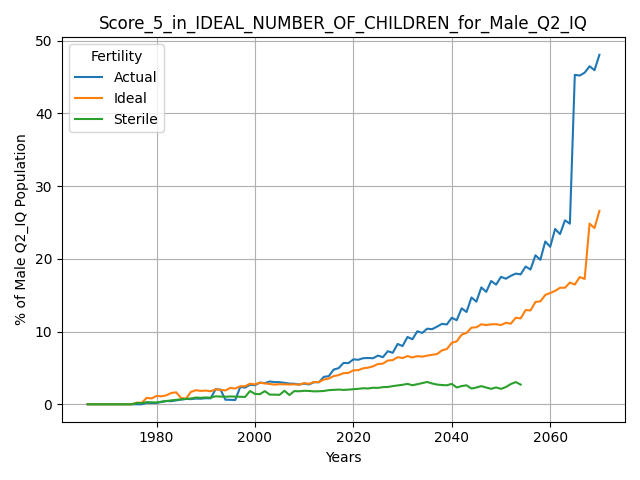 Score_5_in_IDEAL_NUMBER_OF_CHILDREN_for_Male_Q2_IQ
Fertility
Actual
Ideal
Sterile
% of Male Q2_IQ Population
50
40
30
20
10
0
1980
2000
2020
2040
2060
Years